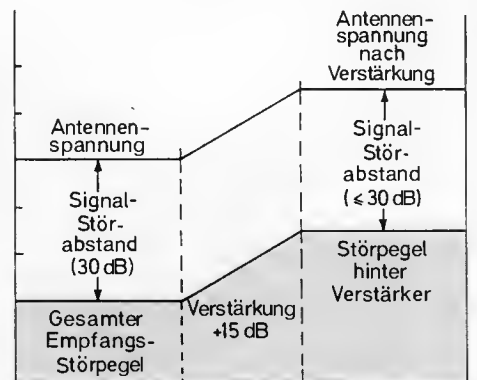 Antennen-
spannung
nach
Verstärkung
Antennen-
spannung
Signal-
Stör-
abstand
(30 dB)
Signal-
Stör-
abstand
(≤ 30 dB)
Verstärkung
+15 dB
Gesamter
Empfangs-
Störpegel
Störpegel
hinter
Verstärker